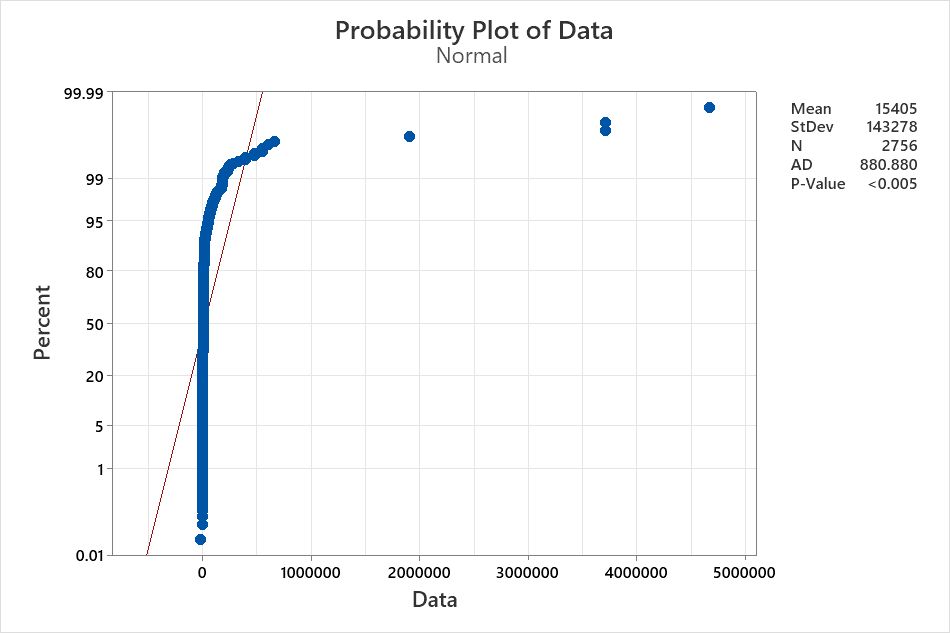 Probability Plot of Data
Normal
99.99
99
95
80
50
20
5
1
0.01
Percent
0
1000000
2000000
3000000
4000000
5000000
Data
Mean 15405
StDev 143278
N 2756
AD 880.880
P-Value <0.005